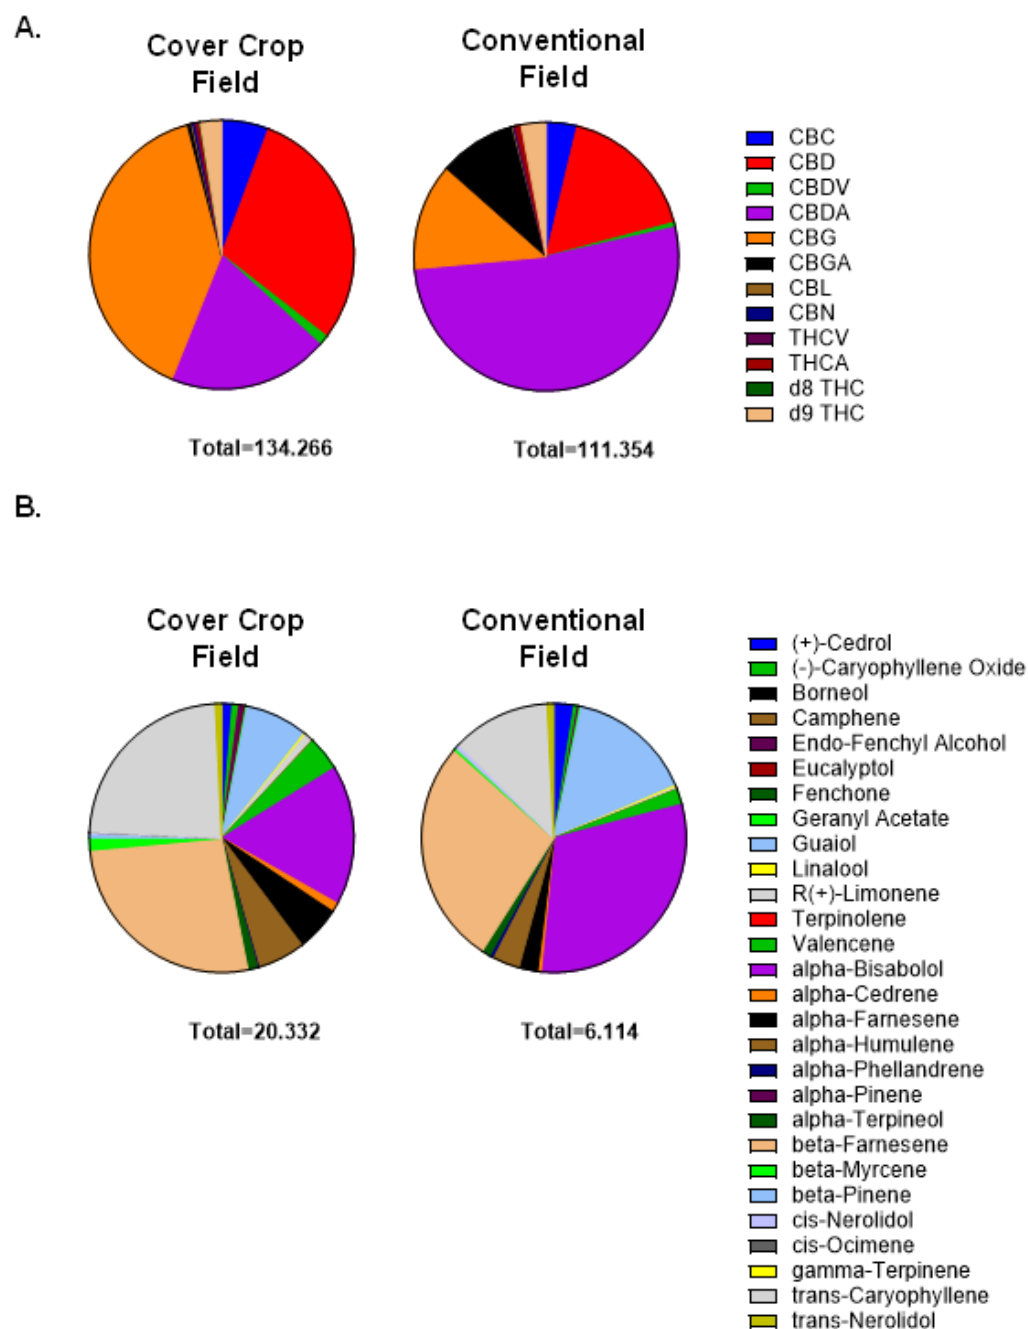 A.
Cover Crop
Field
Conventional
Field
CBC
CBD
CBDV
CBDA
CBG
CBGA
CBL
CBN
THCV
THCA
d8 THC
d9 THC
Total=134.266
Total=111.354
B.
Cover Crop
Field
Conventional
Field
(+)-Cedrol
(-)-Caryophyllene Oxide
Borneol
Camphene
Endo-Fenchyl Alcohol
Eucalyptol
Fenchone
Geranyl Acetate
Guaiol
Linalool
R(+)-Limonene
Terpinolene
Valencene
alpha-Bisabolol
alpha-Cedrene
alpha-Farnesene
alpha-Humulene
alpha-Phellandrene
alpha-Pinene
alpha-Terpineol
beta-Farnesene
beta-Myrcene
beta-Pinene
cis-Nerolidol
cis-Ocimene
gamma-Terpinene
trans-Caryophyllene
trans-Nerolidol
Total=20.332
Total=6.114